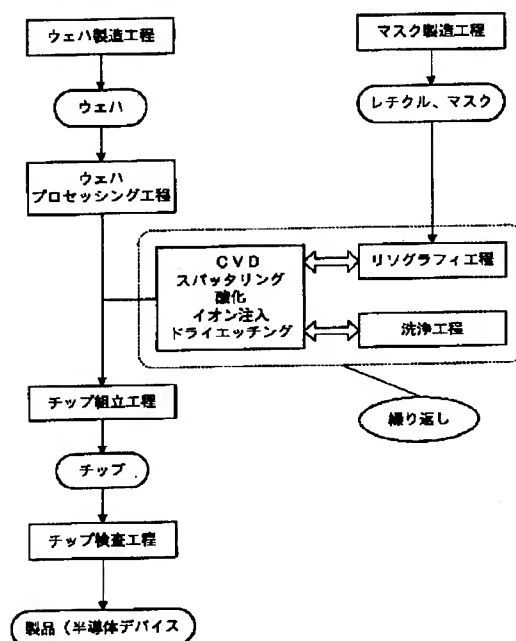 ウェハ製造工程
マスク製造工程
ウェハ
レチクル、マスク
ウェハ
プロセッシング工程
CVD
スパッタリング
酸化
イオン注入
ドライエッチング
リソグラフィ工程
洗浄工程
繰り返し
チップ組立工程
チップ
チップ検査工程
製品(半導体デバイス